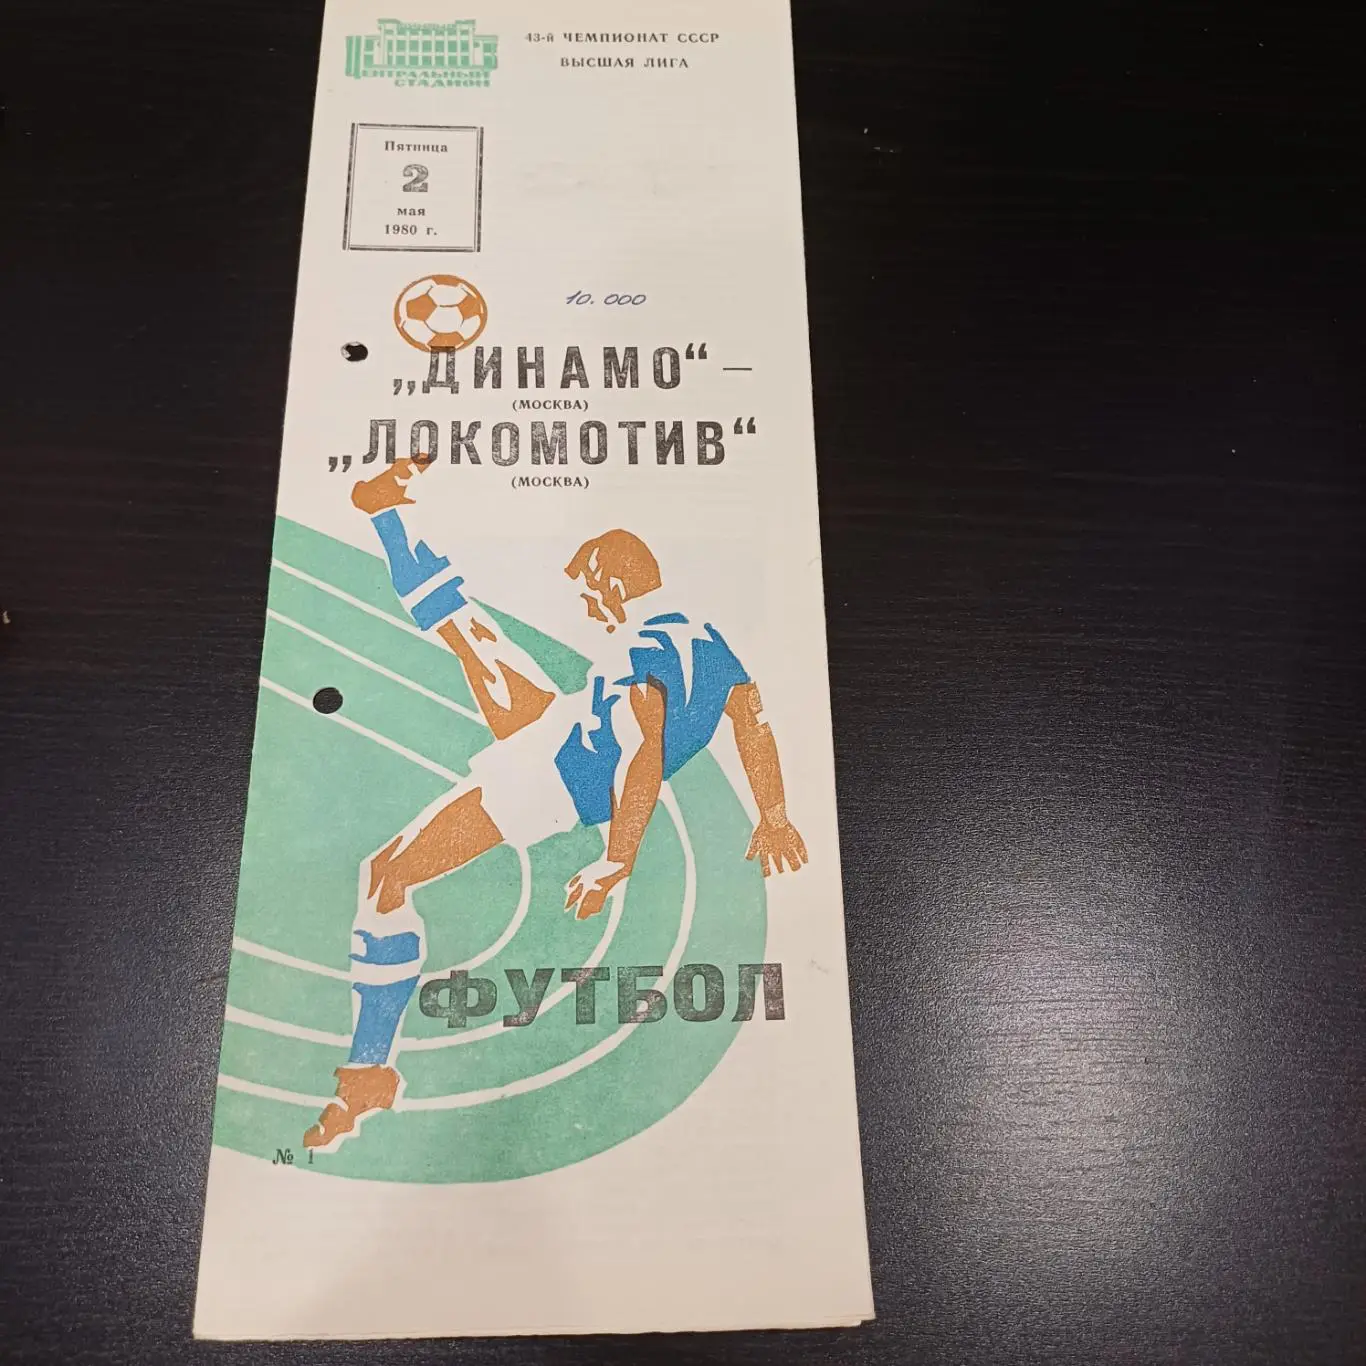 ЦЕНТРАЛЬНЫЙ
СТАДИОН
43-й ЧЕМПИОНАТ СССР
ВЫСШАЯ ЛИГА
Пятница
2
мая
1980 г.
10.000
„ДИНАМО“ —
(МОСКВА)
„ЛОКОМОТИВ“
(МОСКВА)
ФУТБОЛ
№ 1